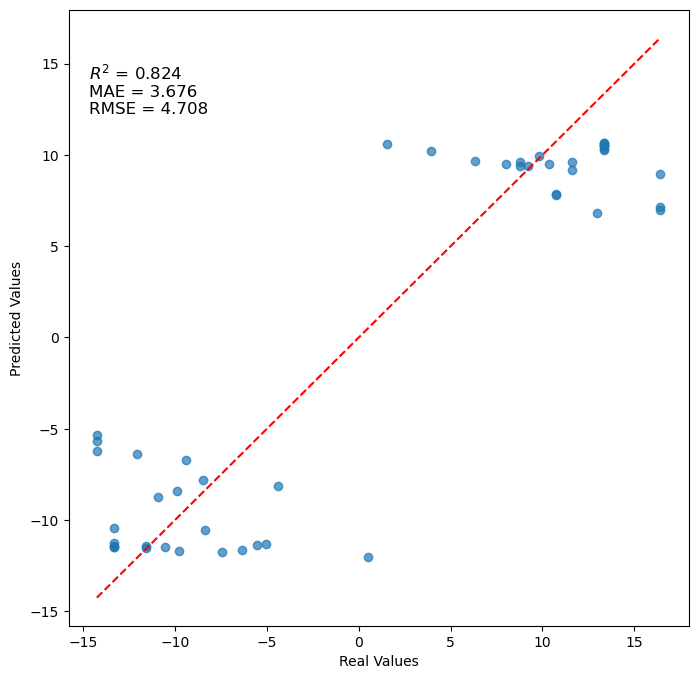 R² = 0.824
MAE = 3.676
RMSE = 4.708
15
10
5
0
−5
−10
−15
Predicted Values
−15 −10 −5 0 5 10 15
Real Values